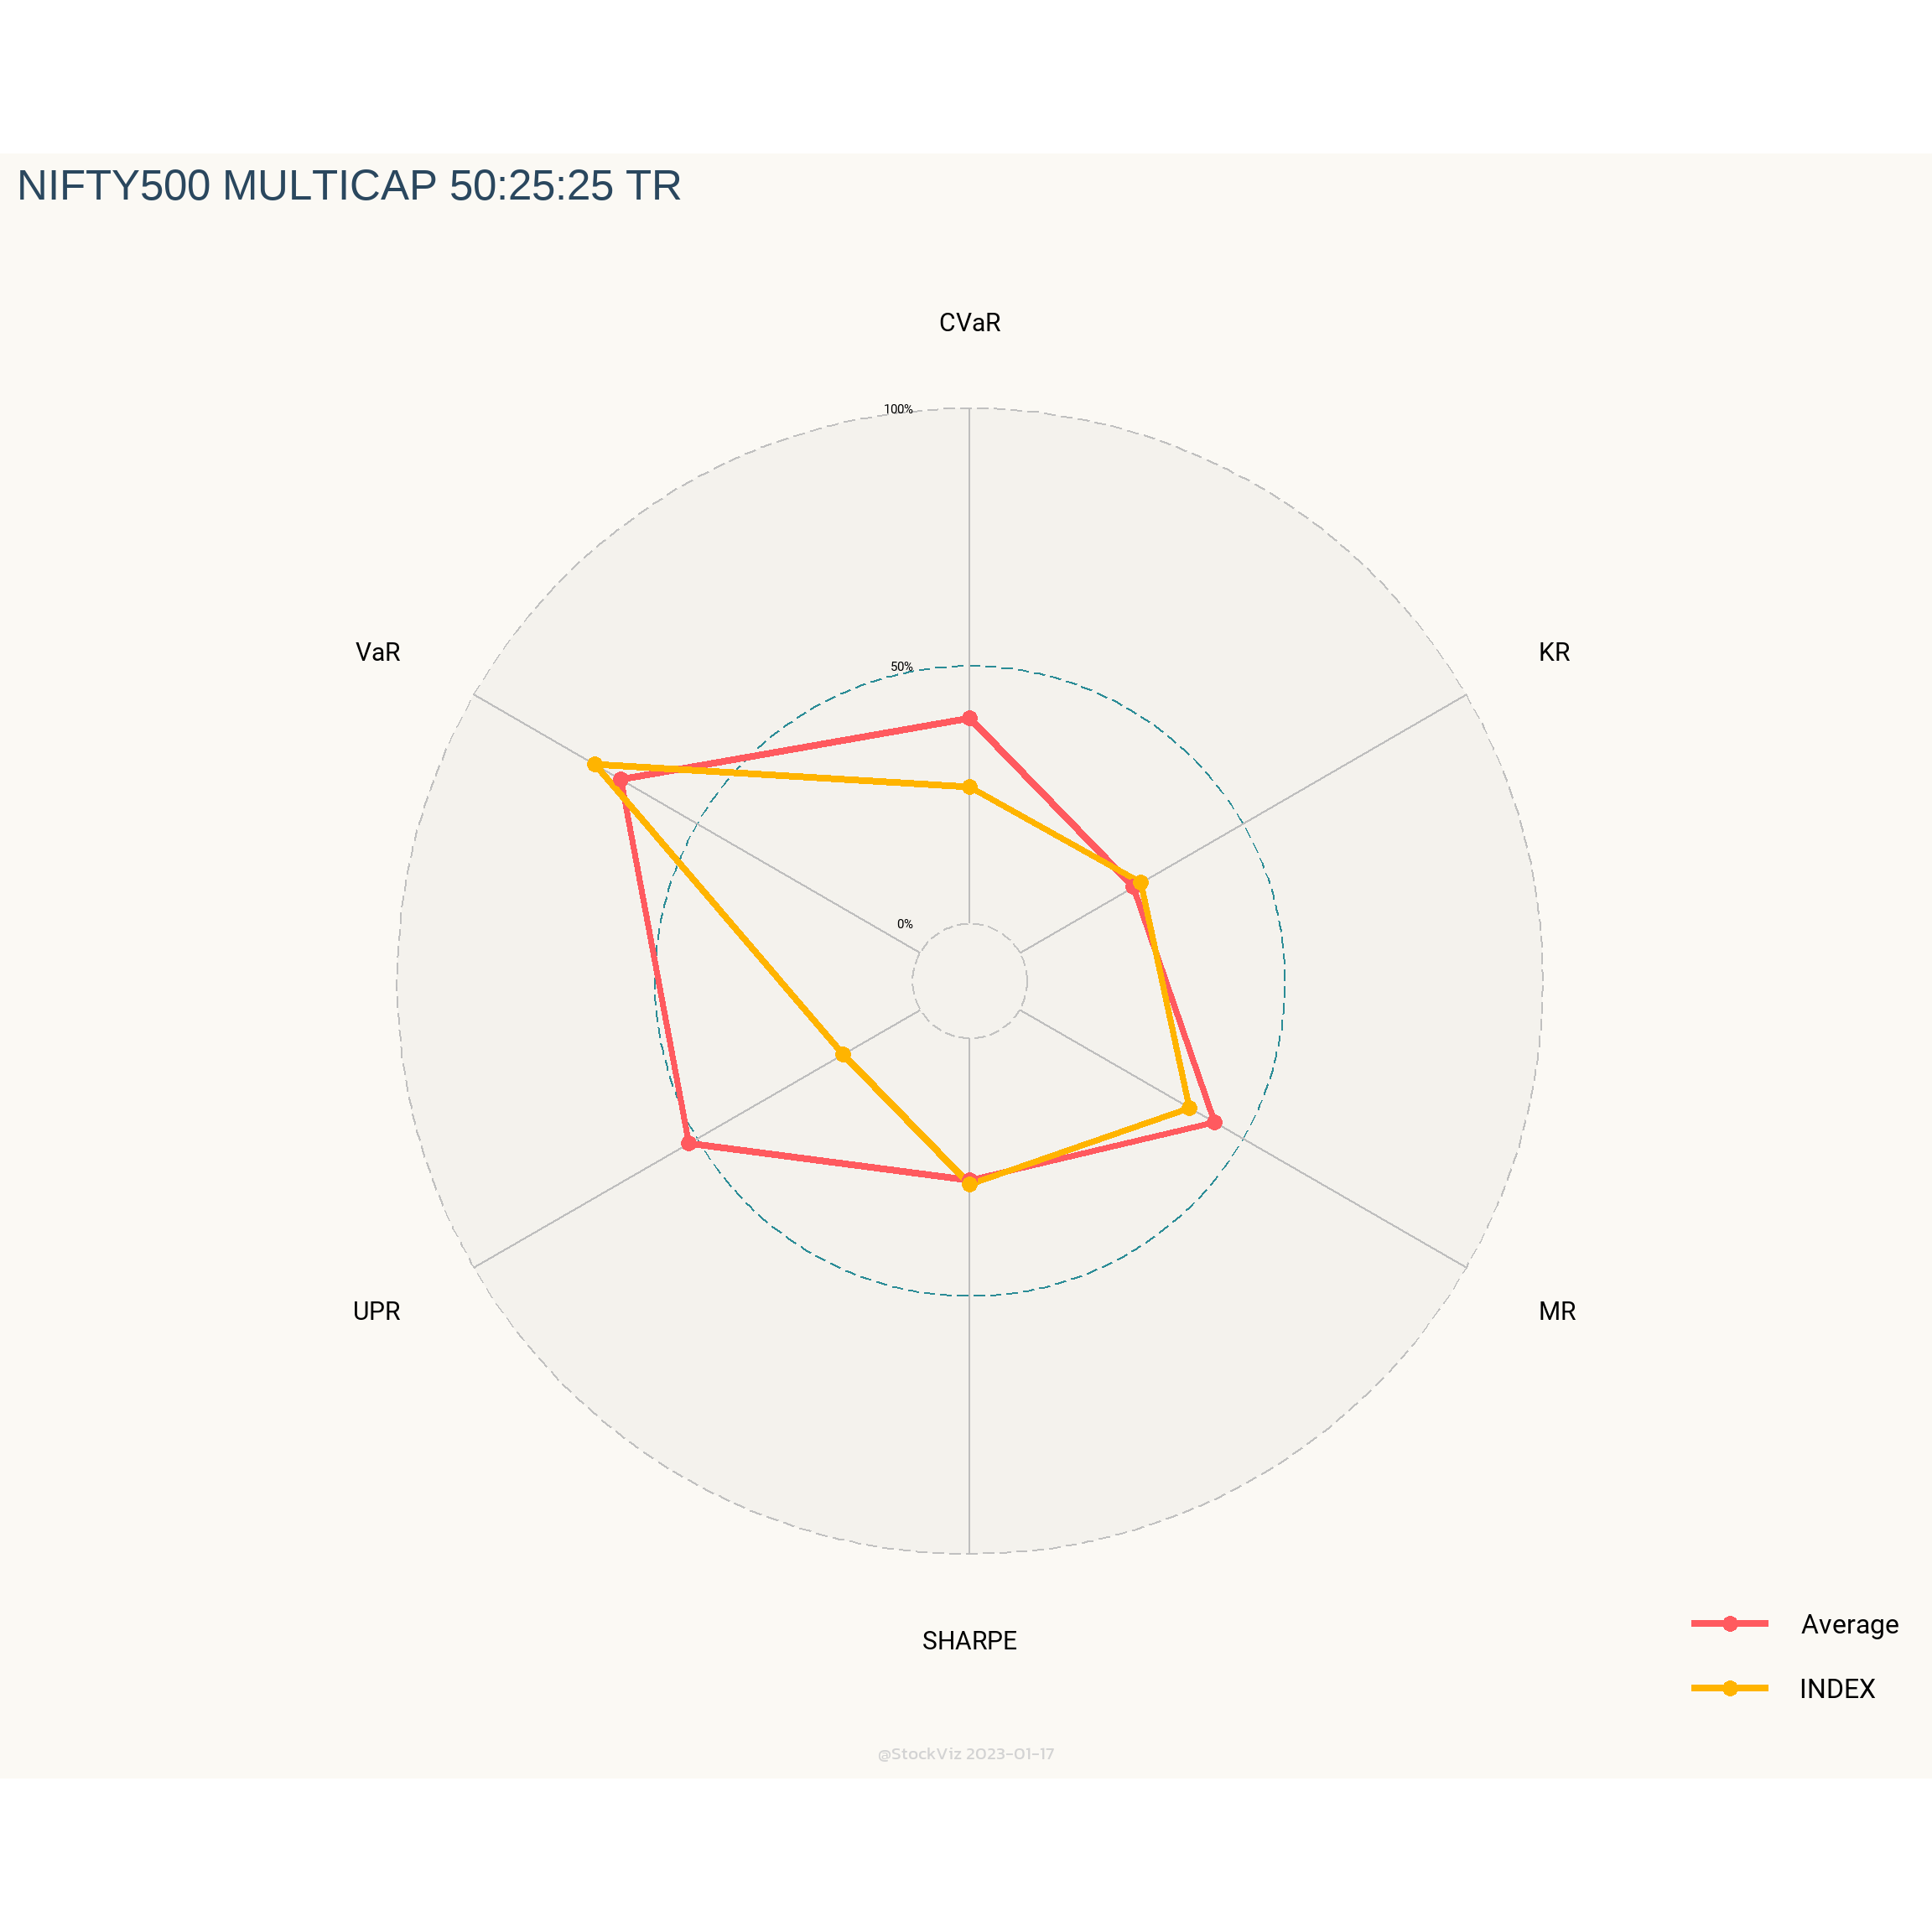 NIFTY500 MULTICAP 50:25:25 TR
CVaR
100%
VaR
KR
50%
0%
UPR
MR
SHARPE
Average
INDEX
@StockViz 2023-01-17